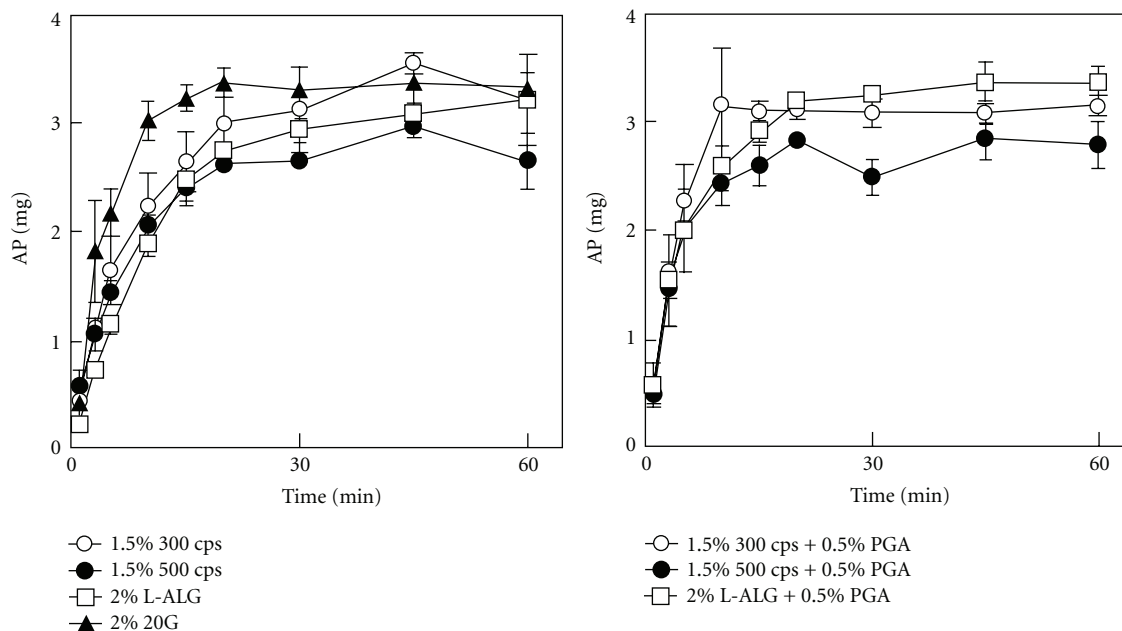 4
3
2
1
0
AP (mg)
0
30
60
Time (min)
1.5% 300 cps
1.5% 500 cps
2% L-ALG
2% 20G
4
3
2
1
0
AP (mg)
0
30
60
Time (min)
1.5% 300 cps + 0.5% PGA
1.5% 500 cps + 0.5% PGA
2% L-ALG + 0.5% PGA